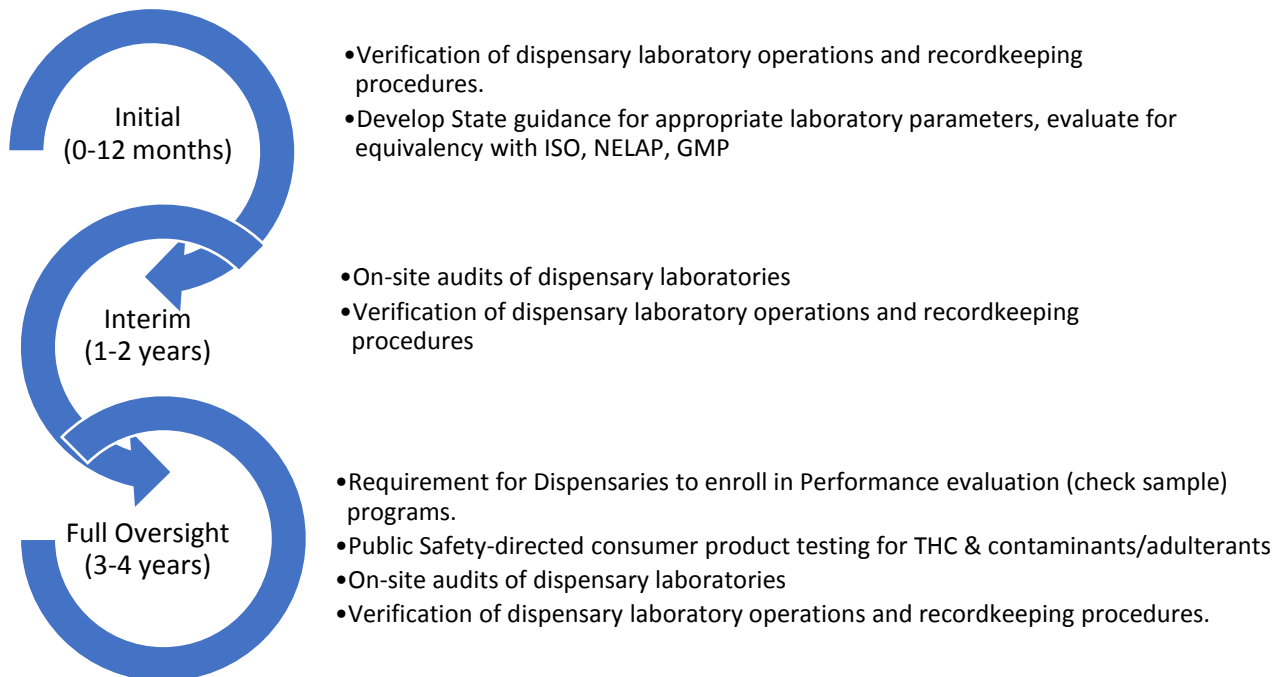 Initial
(0-12 months)
•Verification of dispensary laboratory operations and recordkeeping
procedures.
•Develop State guidance for appropriate laboratory parameters, evaluate for
equivalency with ISO, NELAP, GMP
Interim
(1-2 years)
•On-site audits of dispensary laboratories
•Verification of dispensary laboratory operations and recordkeeping
procedures
Full Oversight
(3-4 years)
•Requirement for Dispensaries to enroll in Performance evaluation (check sample)
programs.
•Public Safety-directed consumer product testing for THC & contaminants/adulterants
•On-site audits of dispensary laboratories
•Verification of dispensary laboratory operations and recordkeeping procedures.